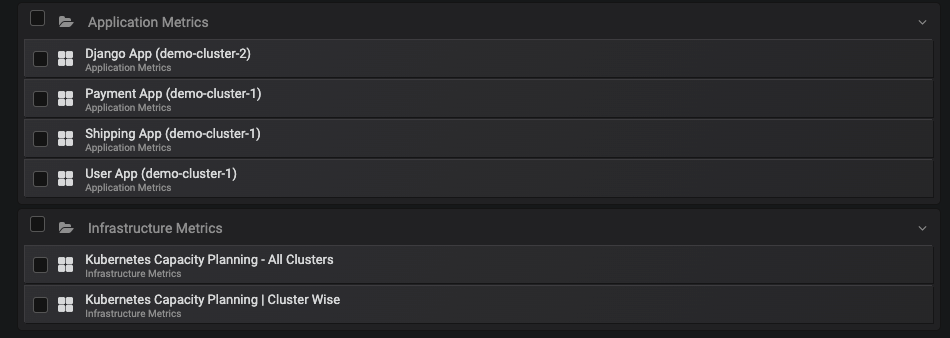 Application Metrics
Django App (demo-cluster-2)
Application Metrics
Payment App (demo-cluster-1)
Application Metrics
Shipping App (demo-cluster-1)
Application Metrics
User App (demo-cluster-1)
Application Metrics
Infrastructure Metrics
Kubernetes Capacity Planning - All Clusters
Infrastructure Metrics
Kubernetes Capacity Planning | Cluster Wise
Infrastructure Metrics